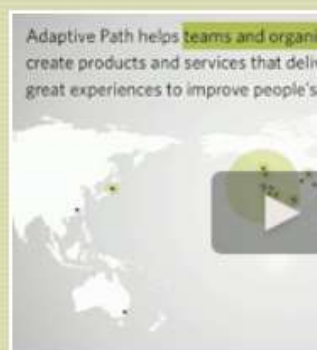 Adaptive Path helps teams and organi
create products and services that deliv
great experiences to improve people's